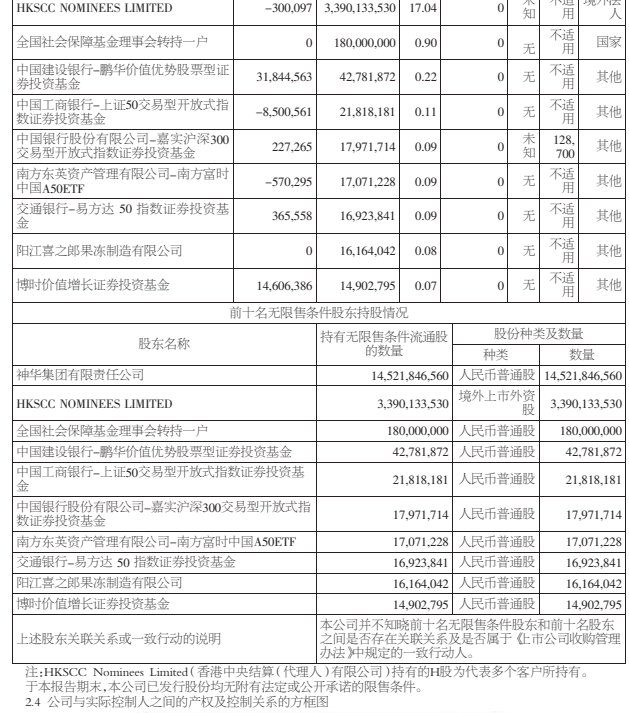 HKSCC NOMINEES LIMITED -300,097 3,390,133,530 17.04 0 未知 不适用 境外法人
全国社会保障基金理事会转持一户 0 180,000,000 0.90 0 无 不适用 国家
中国建设银行-鹏华价值优势股票型证
券投资基金 31,844,563 42,781,872 0.22 0 无 不适用 其他
中国工商银行-上证50交易型开放式指
数证券投资基金 -8,500,561 21,818,181 0.11 0 无 不适用 其他
中国银行股份有限公司-嘉实沪深300
交易型开放式指数证券投资基金 227,265 17,971,714 0.09 0 未知 128,700 其他
南方东英资产管理有限公司-南方富时
中国A50ETF -570,295 17,071,228 0.09 0 无 不适用 其他
交通银行-易方达 50 指数证券投资基
金 365,558 16,923,841 0.09 0 无 不适用 其他
阳江喜之郎果冻制造有限公司 0 16,164,042 0.08 0 无 不适用 其他
博时价值增长证券投资基金 14,606,386 14,902,795 0.07 0 无 不适用 其他
前十名无限售条件股东持股情况
股东名称 持有无限售条件流通股
的数量 股份种类及数量
种类 数量
神华集团有限责任公司 14,521,846,560 人民币普通股 14,521,846,560
HKSCC NOMINEES LIMITED 3,390,133,530 境外上市外资
股 3,390,133,530
全国社会保障基金理事会转持一户 180,000,000 人民币普通股 180,000,000
中国建设银行-鹏华价值优势股票型证券投资基金 42,781,872 人民币普通股 42,781,872
中国工商银行-上证50交易型开放式指数证券投资基
金 21,818,181 人民币普通股 21,818,181
中国银行股份有限公司-嘉实沪深300交易型开放式指
数证券投资基金 17,971,714 人民币普通股 17,971,714
南方东英资产管理有限公司-南方富时中国A50ETF 17,071,228 人民币普通股 17,071,228
交通银行-易方达 50 指数证券投资基金 16,923,841 人民币普通股 16,923,841
阳江喜之郎果冻制造有限公司 16,164,042 人民币普通股 16,164,042
博时价值增长证券投资基金 14,902,795 人民币普通股 14,902,795
上述股东关联关系或一致行动的说明
本公司并不知晓前十名无限售条件股东和前十名股东
之间是否存在关联关系及是否属于《上市公司收购管理
办法》中规定的一致行动人。
注:HKSCC Nominees Limited(香港中央结算(代理人)有限公司)持有的H股为代表多个客户所持有。
于本报告期末,本公司已发行股份均无附有法定或公开承诺的限售条件。
2.4 公司与实际控制人之间的产权及控制关系的方框图